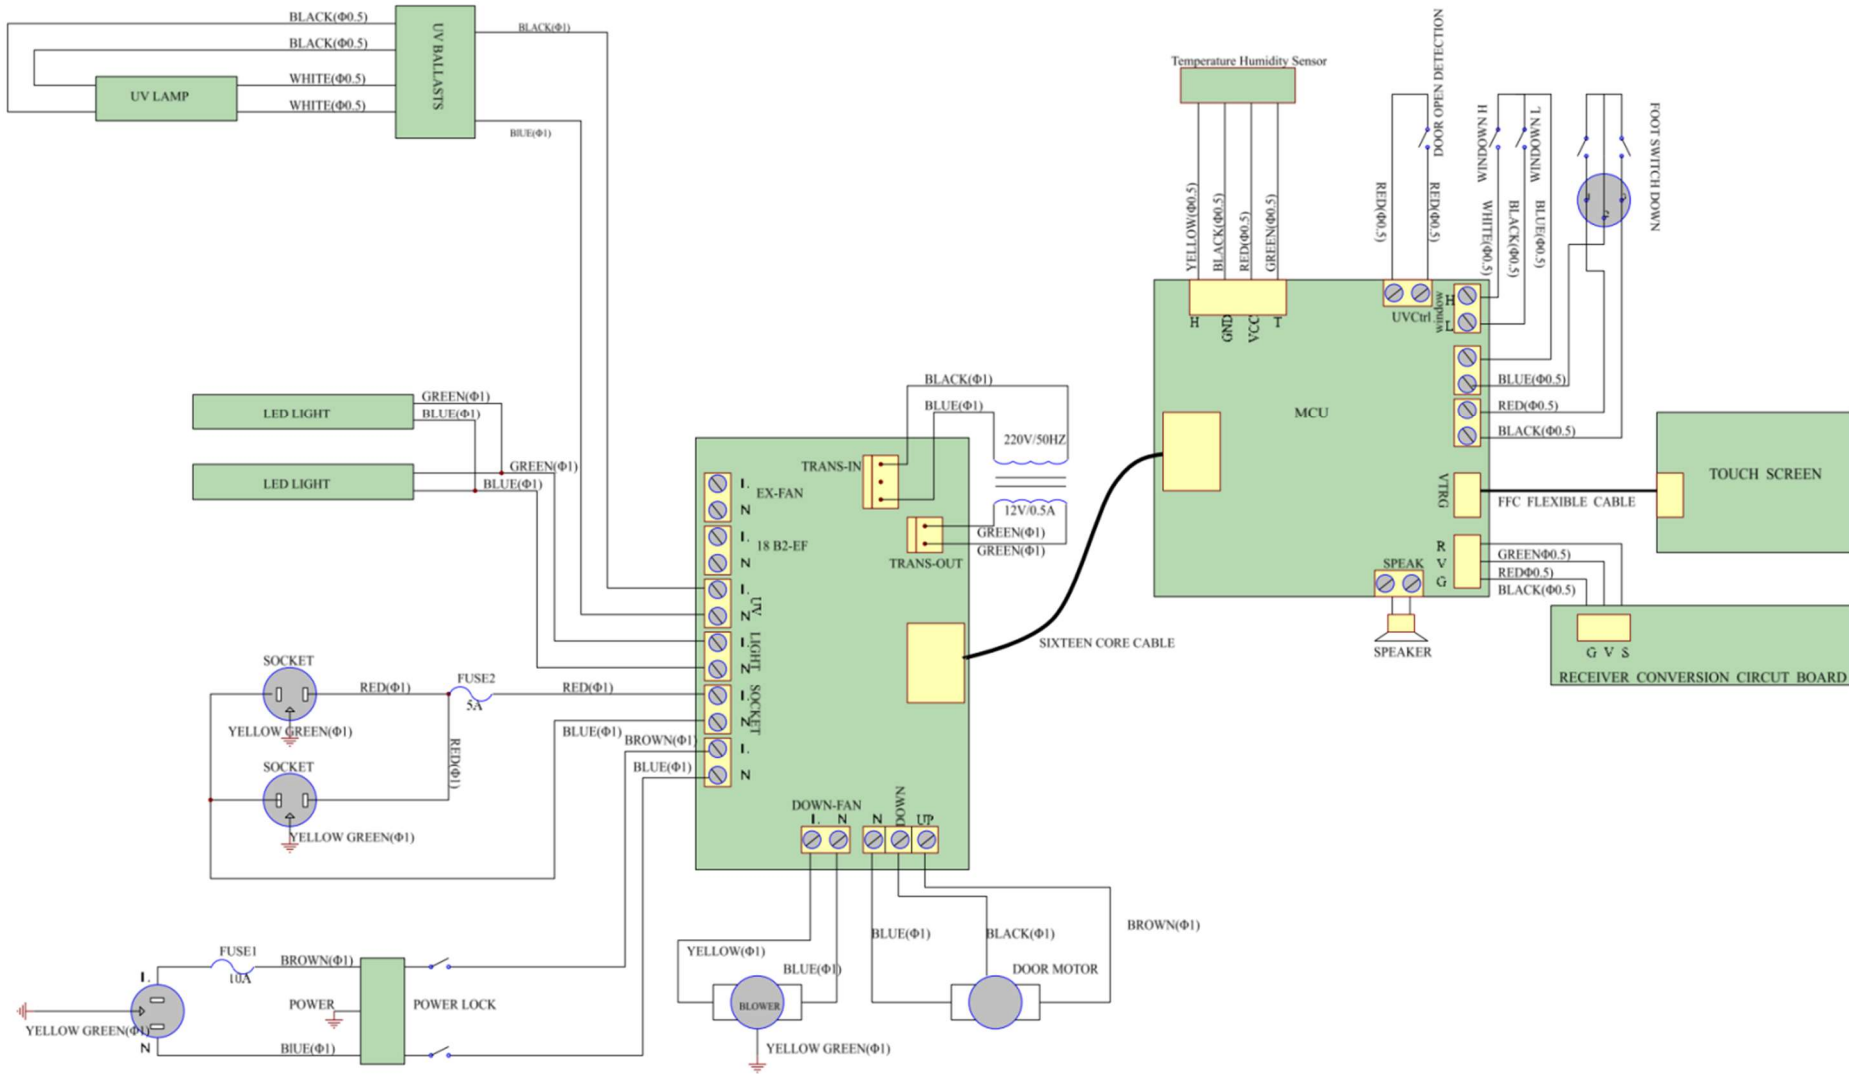 BLACK(Φ0.5)
BLACK(Φ0.5)
WHITE(Φ0.5)
WHITE(Φ0.5)
UV LAMP
UV BALLASTS
BLACK(Φ1)
BlUE(Φ1)
LED LIGHT
GREEN(Φ1)
BLUE(Φ1)
LED LIGHT
GREEN(Φ1)
BLUE(Φ1)
SOCKET
RED(Φ1)
FUSE2
5A
RED(Φ1)
YELLOW GREEN(Φ1)
RED(Φ1)
BLUE(Φ1)
SOCKET
YELLOW GREEN(Φ1)
BROWN(Φ1)
BLUE(Φ1)
FUSE1
10A
BROWN(Φ1)
L
N
YELLOW GREEN(Φ1)
POWER
POWER LOCK
BlUE(Φ1)
L
EX-FAN
N
L
18 B2-EF
N
L
UV
N
L
LIGHT
N
L
SOCKET
N
L
N
TRANS-IN
TRANS-OUT
BLACK(Φ1)
BLUE(Φ1)
220V/50HZ
12V/0.5A
GREEN(Φ1)
GREEN(Φ1)
DOWN-FAN
L N
N DOWN UP
YELLOW(Φ1)
BLUE(Φ1)
BLOWER
YELLOW GREEN(Φ1)
BLUE(Φ1)
BLACK(Φ1)
BROWN(Φ1)
DOOR MOTOR
SIXTEEN CORE CABLE
Temperature Humidity Sensor
YELLOW(Φ0.5)
BLACK(Φ0.5)
RED(Φ0.5)
GREEN(Φ0.5)
H GND VCC T
DOOR OPEN DETECTION
RED(Φ0.5)
RED(Φ0.5)
UVCtrl
WINDOWN H
WINDOWN L
WHITE(Φ0.5)
BLACK(Φ0.5)
BLUE(Φ0.5)
FOOT SWITCH DOWN
window
H
L
MCU
BLUE(Φ0.5)
RED(Φ0.5)
BLACK(Φ0.5)
VTRG
FFC FLEXIBLE CABLE
TOUCH SCREEN
R
V
G
GREENΦ0.5)
REDΦ0.5)
BLACK(Φ0.5)
SPEAK
SPEAKER
G V S
RECEIVER CONVERSION CIRCUT BOARD